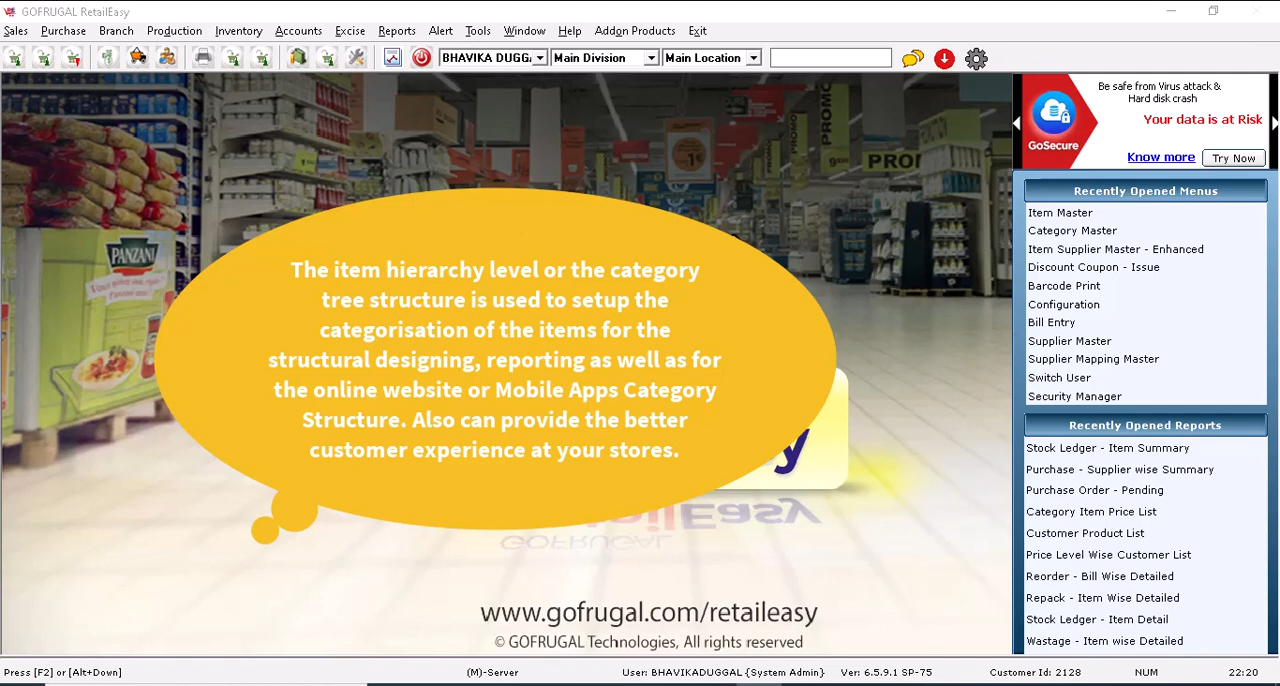 GOFRUGAL RetailEasy
Sales Purchase Branch Production Inventory Accounts Excise Reports Alert Tools Window Help Addon Products Exit
BHAVIKA DUGGA Main Division Main Location
Be safe from Virus attack &
Hard disk crash
Your data is at Risk
GoSecure
Know more Try Now
Recently Opened Menus
Item Master
Category Master
Item Supplier Master - Enhanced
Discount Coupon - Issue
Barcode Print
Configuration
Bill Entry
Supplier Master
Supplier Mapping Master
Switch User
Security Manager
Recently Opened Reports
Stock Ledger - Item Summary
Purchase - Supplier wise Summary
Purchase Order - Pending
Category Item Price List
Customer Product List
Price Level Wise Customer List
Reorder - Bill Wise Detailed
Repack - Item Wise Detailed
Stock Ledger - Item Detail
Wastage - Item wise Detailed
PROMO
PROMO
PANZANI
The item hierarchy level or the category
tree structure is used to setup the
categorisation of the items for the
structural designing, reporting as well as for
the online website or Mobile Apps Category
Structure. Also can provide the better
customer experience at your stores.
www.gofrugal.com/retaileasy
© GOFRUGAL Technologies, All rights reserved
Press [F2] or [Alt+Down] (M)-Server User: BHAVIKADUGGAL {System Admin} Ver: 6.5.9.1 SP-75 Customer Id: 2128 NUM 22:20